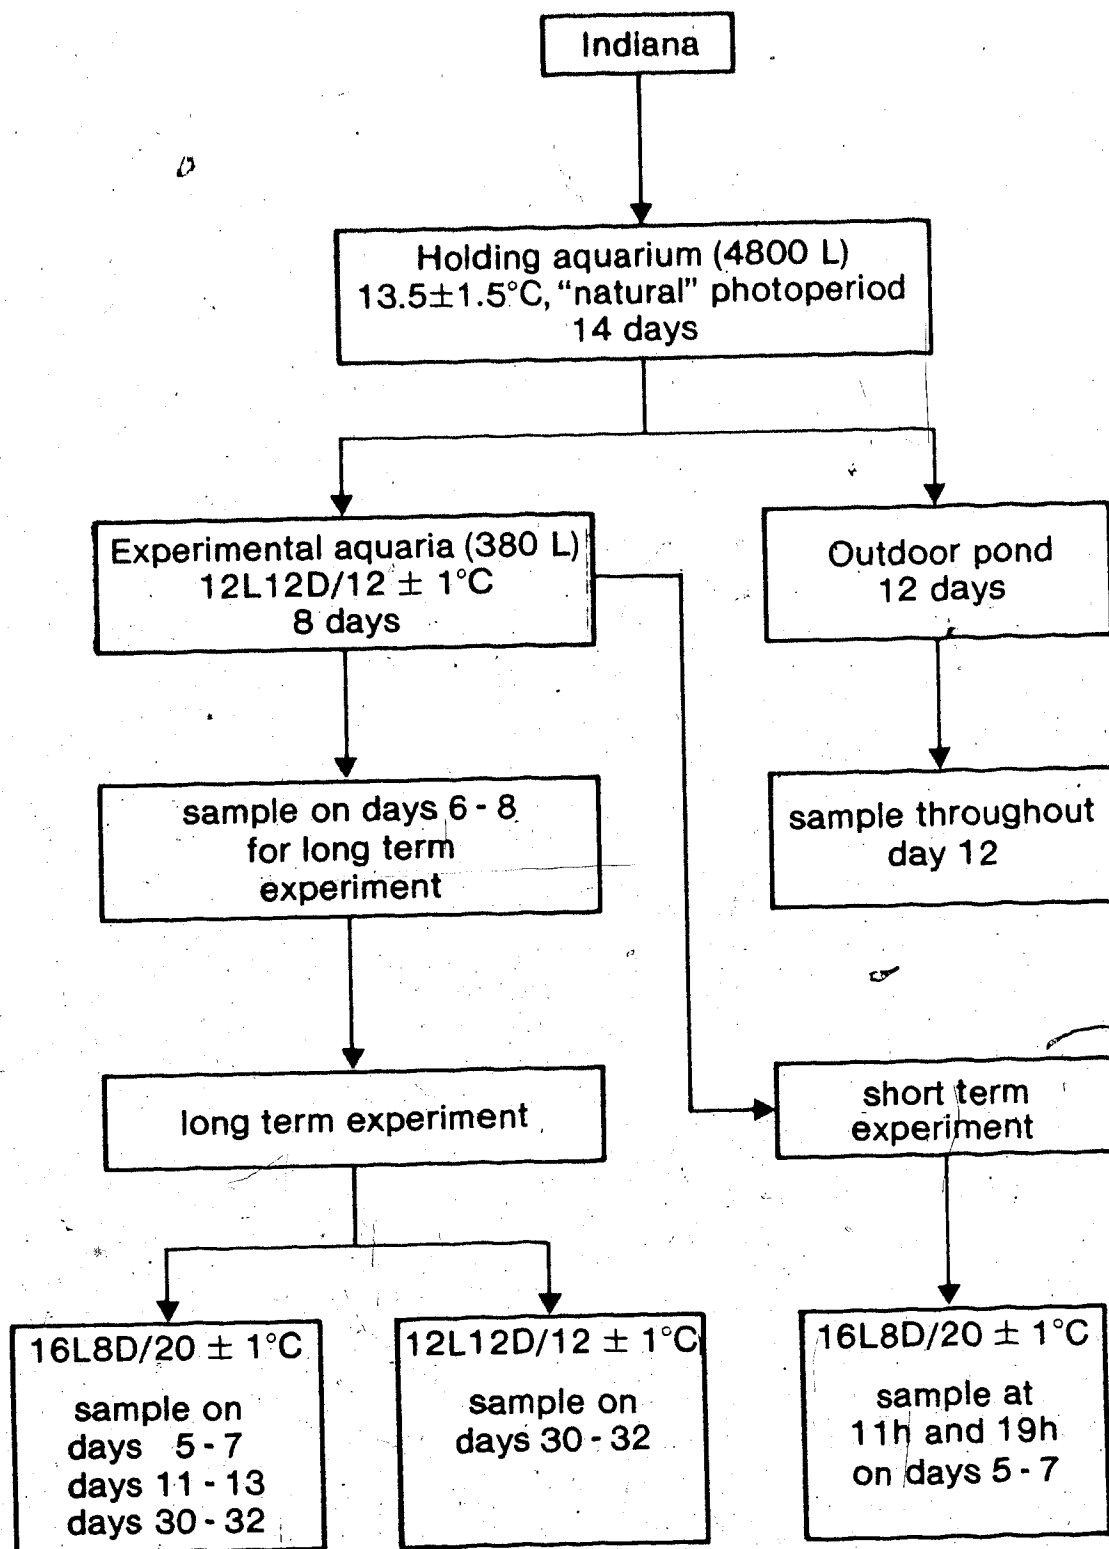 Indiana
Holding aquarium (4800 L)
13.5±1.5°C, “natural” photoperiod
14 days
Experimental aquaria (380 L)
12L12D/12 ± 1°C
8 days
Outdoor pond
12 days
sample on days 6 - 8
for long term
experiment
sample throughout
day 12
long term experiment
short term
experiment
16L8D/20 ± 1°C
sample on
days 5 - 7
days 11 - 13
days 30 - 32
12L12D/12 ± 1°C
sample on
days 30 - 32
16L8D/20 ± 1°C
sample at
11h and 19h
on days 5 - 7